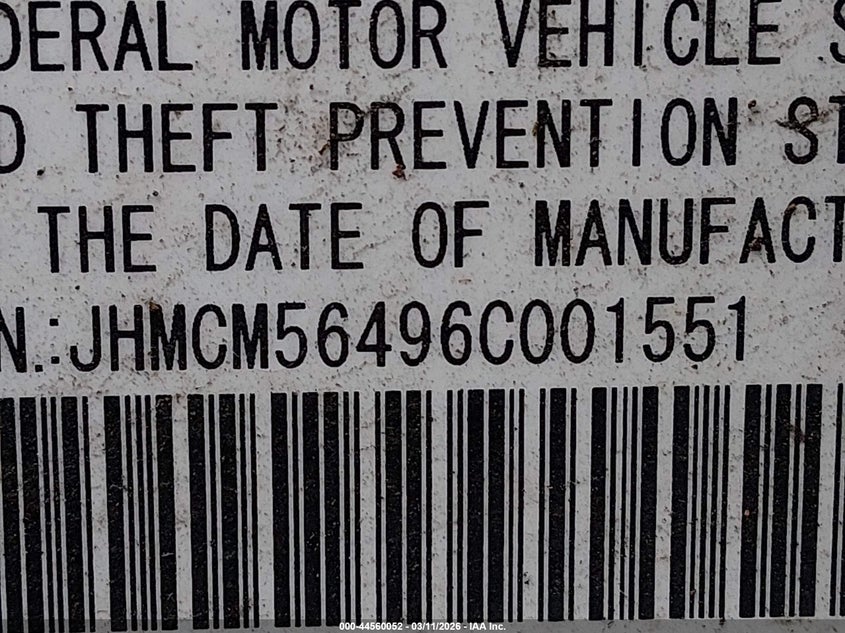 DERAL MOTOR VEHICLE S
D THEFT PREVENTION ST
THE DATE OF MANUFACT
N.:JHMCM56496C001551
000-44560052 - 03/11/2026 - IAA Inc.